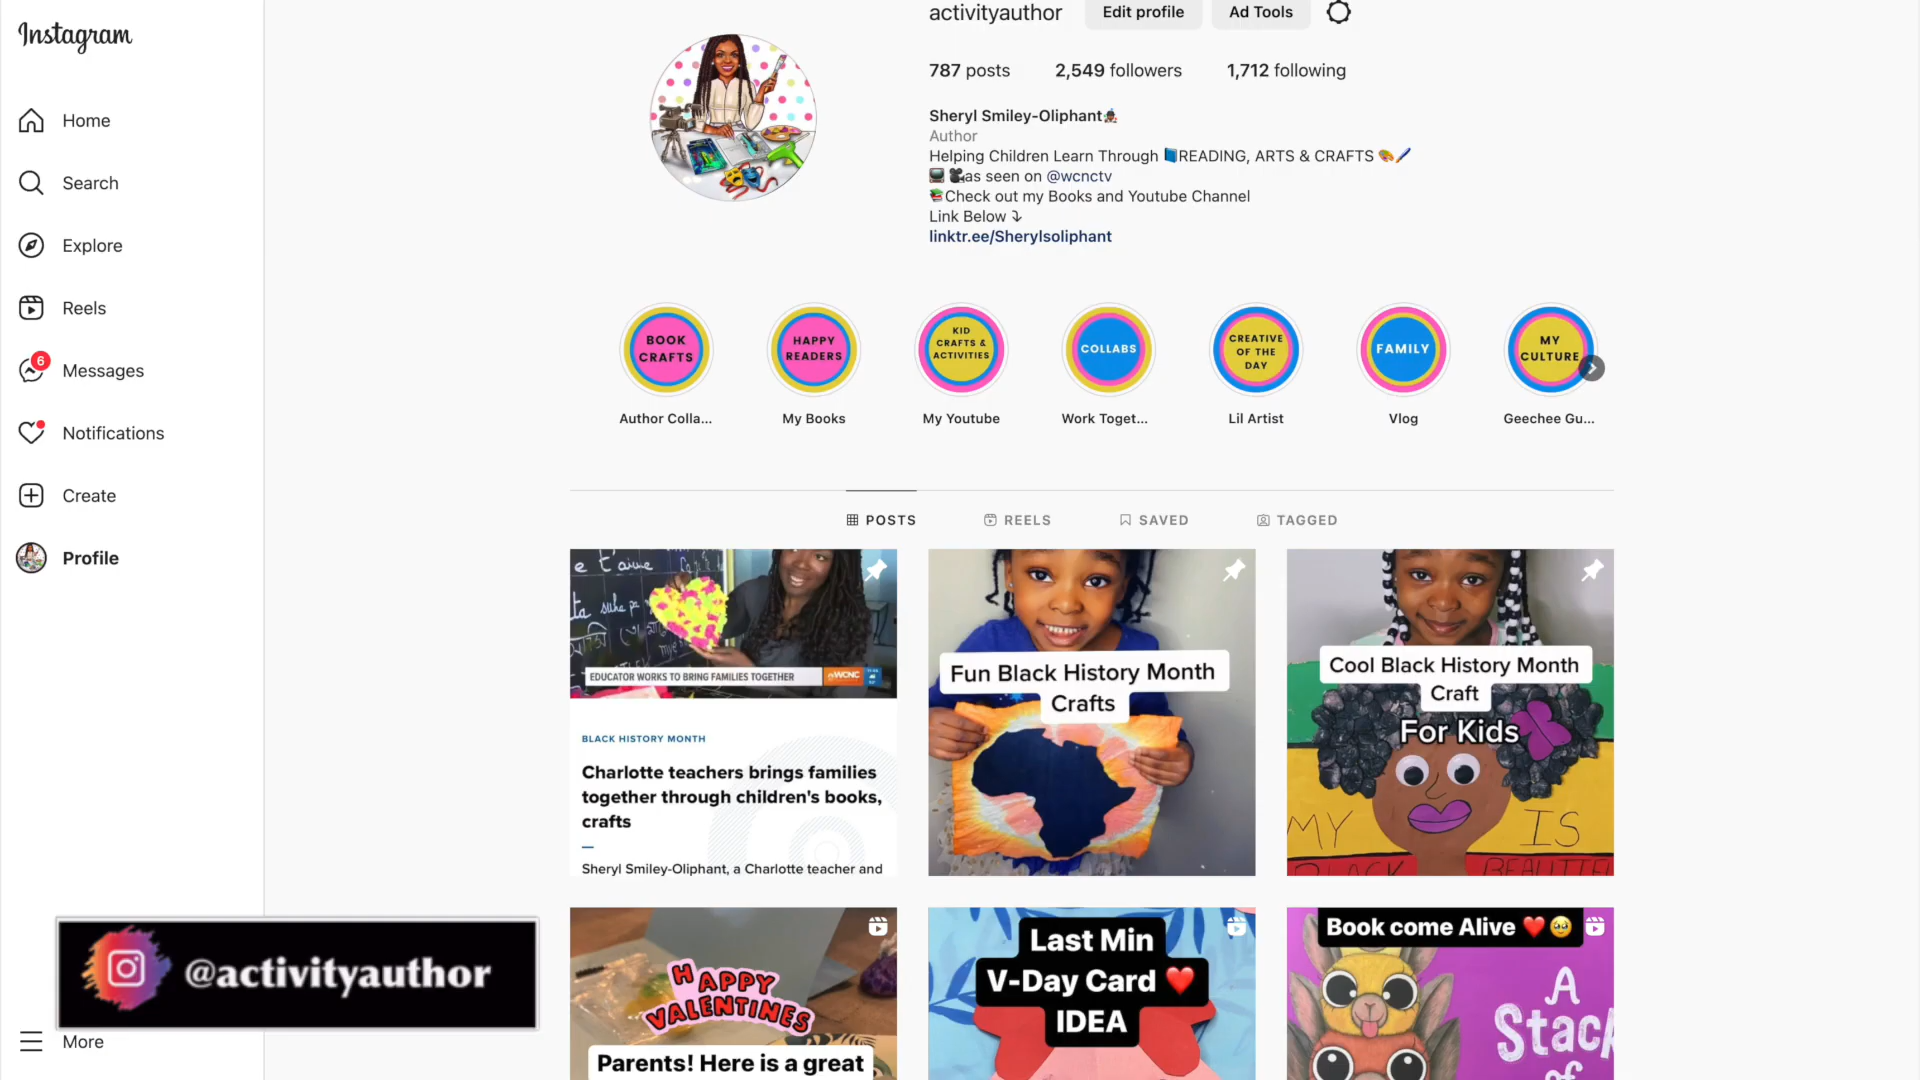 Instagram
Home
Search
Explore
Reels
6
Messages
Notifications
Create
Profile
More
@activityauthor
activityauthor
Edit profile
Ad Tools
787 posts
2,549 followers
1,712 following
Sheryl Smiley-Oliphant
Author
Helping Children Learn Through 📘READING, ARTS & CRAFTS 🎨🖌️
as seen on @wcnctv
📚Check out my Books and Youtube Channel
Link Below ⤵
linktr.ee/Sherylsoliphant
BOOK
CRAFTS
HAPPY
READERS
KID
CRAFTS &
ACTIVITIES
COLLABS
CREATIVE
OF THE
DAY
FAMILY
MY
CULTURE
Author Colla...
My Books
My Youtube
Work Toget...
Lil Artist
Vlog
Geechee Gu...
POSTS
REELS
SAVED
TAGGED
e t'aime
EDUCATOR WORKS TO BRING FAMILIES TOGETHER
WCNC
BLACK HISTORY MONTH
Charlotte teachers brings families
together through children's books,
crafts
Sheryl Smiley-Oliphant, a Charlotte teacher and
Fun Black History Month
Crafts
Cool Black History Month
Craft
For Kids
MY
IS
BLACK
HAPPY
VALENTINES
Parents! Here is a great
Last Min
V-Day Card ❤️
IDEA
Book come Alive ❤️🥹
A
Stack
of